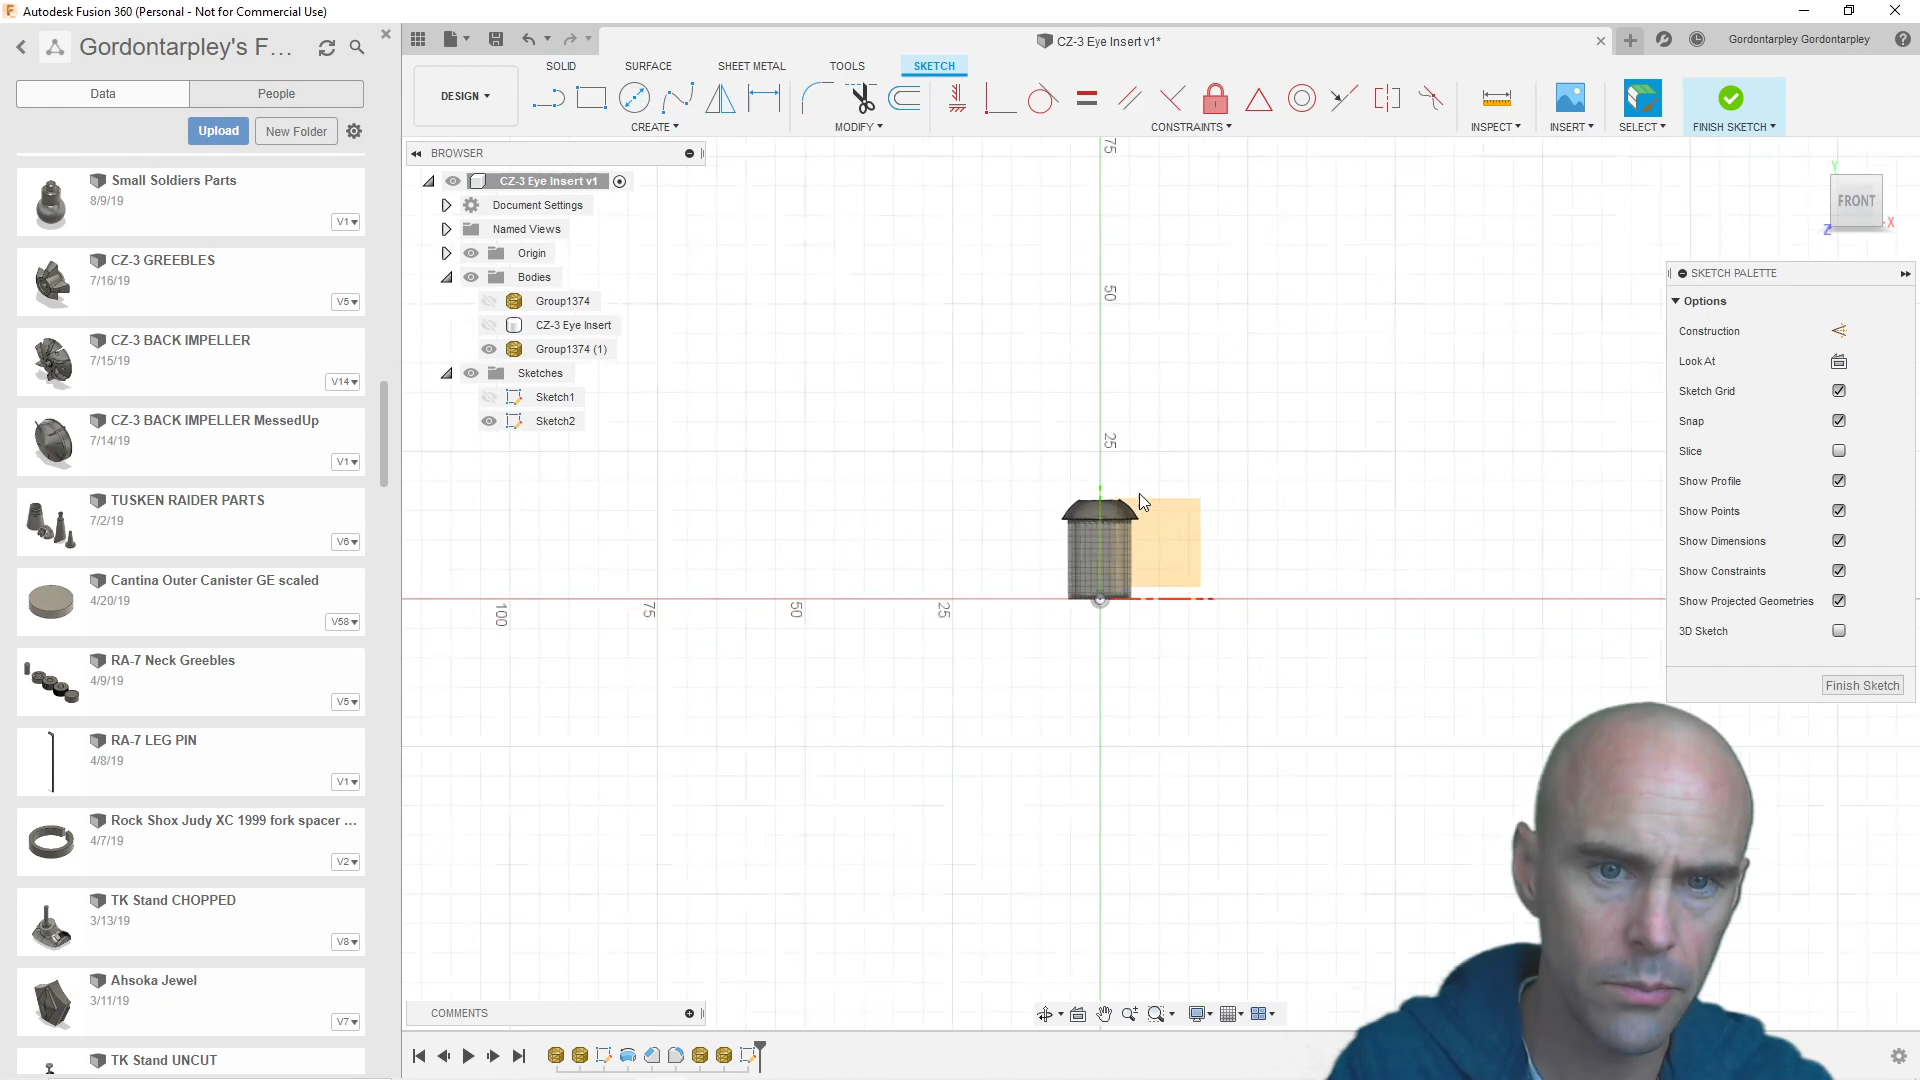 Autodesk Fusion 360 (Personal - Not for Commercial Use)
Gordontarpley's F...
Data
People
Upload
New Folder
Small Soldiers Parts
8/9/19
V1
CZ-3 GREEBLES
7/16/19
V5
CZ-3 BACK IMPELLER
7/15/19
V14
CZ-3 BACK IMPELLER MessedUp
7/14/19
V1
TUSKEN RAIDER PARTS
7/2/19
V6
Cantina Outer Canister GE scaled
4/20/19
V58
RA-7 Neck Greebles
4/9/19
V5
RA-7 LEG PIN
4/8/19
V1
Rock Shox Judy XC 1999 fork spacer ...
4/7/19
V2
TK Stand CHOPPED
3/13/19
V8
Ahsoka Jewel
3/11/19
V7
TK Stand UNCUT
CZ-3 Eye Insert v1*
Gordontarpley Gordontarpley
DESIGN
SOLID
SURFACE
SHEET METAL
TOOLS
SKETCH
CREATE
MODIFY
CONSTRAINTS
INSPECT
INSERT
SELECT
FINISH SKETCH
BROWSER
CZ-3 Eye Insert v1
Document Settings
Named Views
Origin
Bodies
Group1374
CZ-3 Eye Insert
Group1374 (1)
Sketches
Sketch1
Sketch2
75
50
25
100
75
50
25
Y
FRONT
X
Z
SKETCH PALETTE
Options
Construction
Look At
Sketch Grid
Snap
Slice
Show Profile
Show Points
Show Dimensions
Show Constraints
Show Projected Geometries
3D Sketch
Finish Sketch
COMMENTS